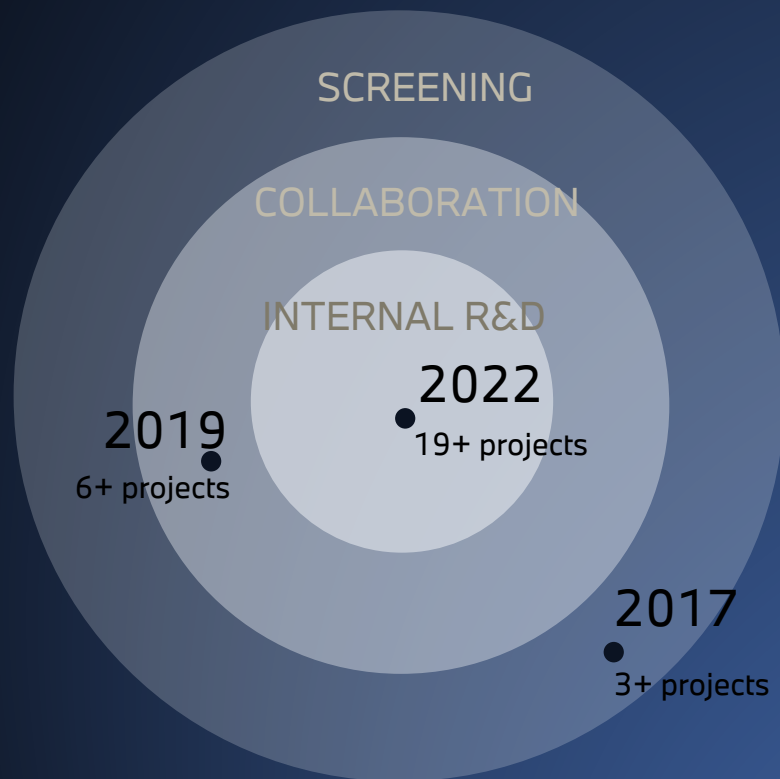 SCREENING
COLLABORATION
INTERNAL R&D
2022
19+ projects
2019
6+ projects
2017
3+ projects